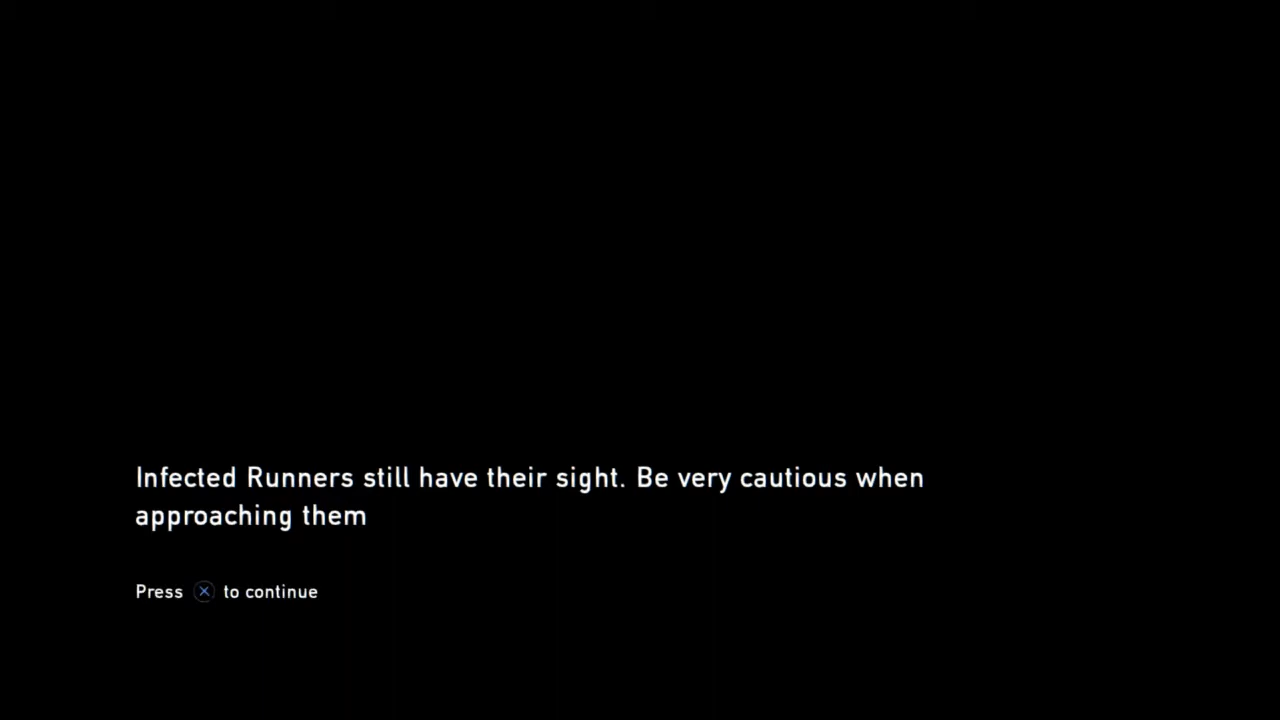 Infected Runners still have their sight. Be very cautious when
approaching them
Press ⓧ to continue